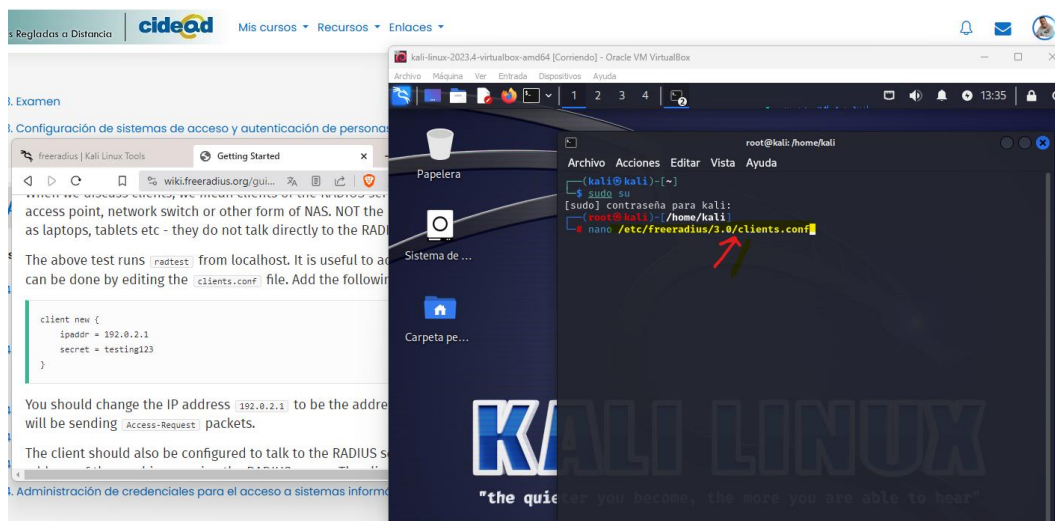 s Regladas a Distancia
cidead
Mis cursos Recursos Enlaces
kali-linux-2023.4-virtualbox-amd64 [Corriendo] - Oracle VM VirtualBox
Archivo Máquina Ver Entrada Dispositivos Ayuda
1 2 3 4
2
13:35
3. Examen
3. Configuración de sistemas de acceso y autenticación de personas
freeradius | Kali Linux Tools
Getting Started
wiki.freeradius.org/gui...
access point, network switch or other form of NAS. NOT the
as laptops, tablets etc - they do not talk directly to the RADI
The above test runs radtest from localhost. It is useful to ad
can be done by editing the clients.conf file. Add the followin
client new {
ipaddr = 192.0.2.1
secret = testing123
}
You should change the IP address 192.0.2.1 to be the addre
will be sending Access-Request packets.
The client should also be configured to talk to the RADIUS s
4. Administración de credenciales para el acceso a sistemas informá
Papelera
Sistema de ...
Carpeta pe...
root@kali: /home/kali
Archivo Acciones Editar Vista Ayuda
(kali㉿kali)-[~]
$ sudo su
[sudo] contraseña para kali:
(root㉿kali)-[/home/kali]
# nano /etc/freeradius/3.0/clients.conf
KALI LINUX
"the quieter you become, the more you are able to hear"